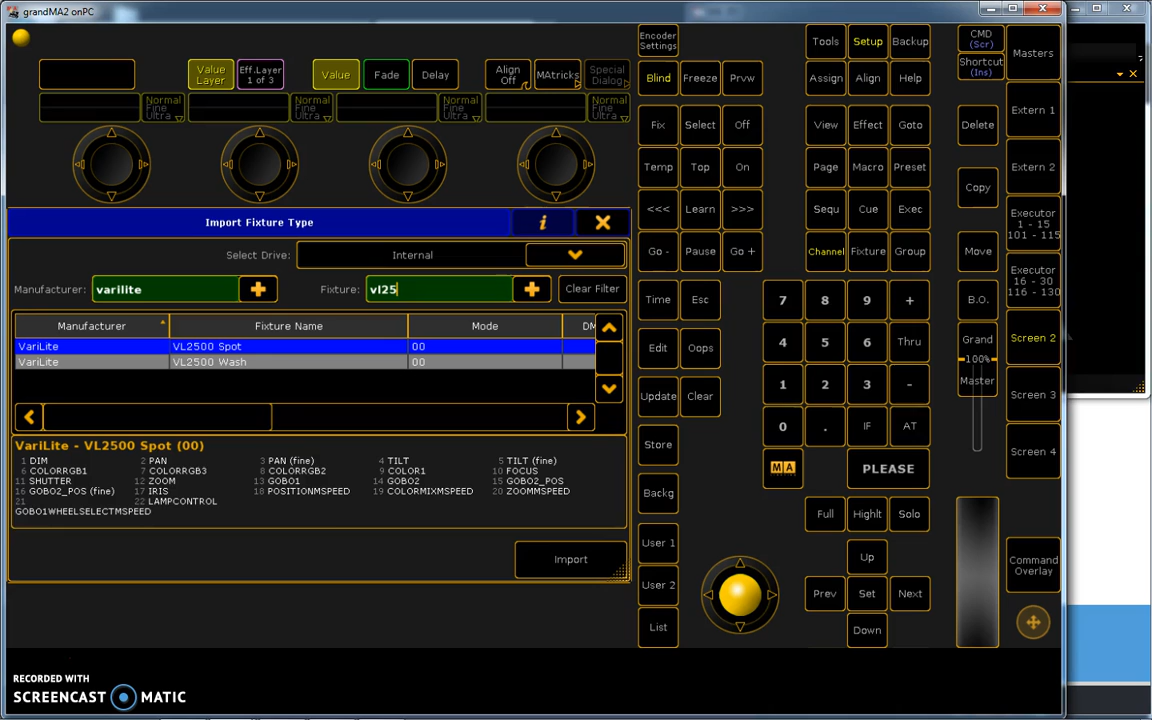 grandMA2 onPC
Value Layer
Eff.Layer 1 of 3
Value
Fade
Delay
Align Off
MAtricks
Special Dialog
Normal Fine Ultra
Normal Fine Ultra
Normal Fine Ultra
Normal Fine Ultra
Import Fixture Type
i
Select Drive:
Internal
Manufacturer:
varilite
Fixture:
vl25
Clear Filter
Manufacturer
Fixture Name
Mode
DM
VariLite
VL2500 Spot
00
VariLite
VL2500 Wash
00
VariLite - VL2500 Spot (00)
1 DIM
2 PAN
3 PAN (fine)
4 TILT
5 TILT (fine)
6 COLORRGB1
7 COLORRGB3
8 COLORRGB2
9 COLOR1
10 FOCUS
11 SHUTTER
12 ZOOM
13 GOBO1
14 GOBO2
15 GOBO2_POS
16 GOBO2_POS (fine)
17 IRIS
18 POSITIONMSPEED
19 COLORMIXMSPEED
20 ZOOMMSPEED
21
22 LAMPCONTROL
GOBO1WHEELSELECTMSPEED
Import
Encoder Settings
Blind
Freeze
Prvw
Fix
Select
Off
Temp
Top
On
<<<
Learn
>>>
Go -
Pause
Go +
Time
Esc
Edit
Oops
Update
Clear
Store
Backg
User 1
User 2
List
Tools
Setup
Backup
Assign
Align
Help
View
Effect
Goto
Page
Macro
Preset
Sequ
Cue
Exec
Channel
Fixture
Group
7
8
9
+
4
5
6
Thru
1
2
3
-
0
.
IF
AT
MA
PLEASE
Full
Highlt
Solo
Up
Prev
Set
Next
Down
CMD (Scr)
Shortcut (Ins)
Delete
Copy
Move
B.O.
Grand
100%
Master
Masters
Extern 1
Extern 2
Executor 1 - 15 101 - 115
Executor 16 - 30 116 - 130
Screen 2
Screen 3
Screen 4
Command Overlay
RECORDED WITH
SCREENCAST MATIC